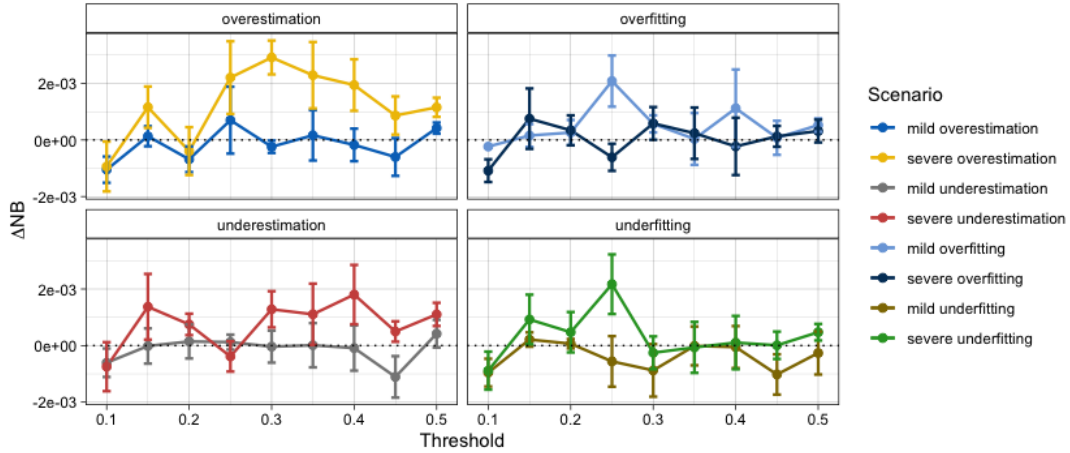 overestimation
overfitting
2e-03
0e+00
-2e-03
underestimation
underfitting
2e-03
0e+00
-2e-03
0.1 0.2 0.3 0.4 0.5
0.1 0.2 0.3 0.4 0.5
Threshold
ΔNB
Scenario
mild overestimation
severe overestimation
mild underestimation
severe underestimation
mild overfitting
severe overfitting
mild underfitting
severe underfitting